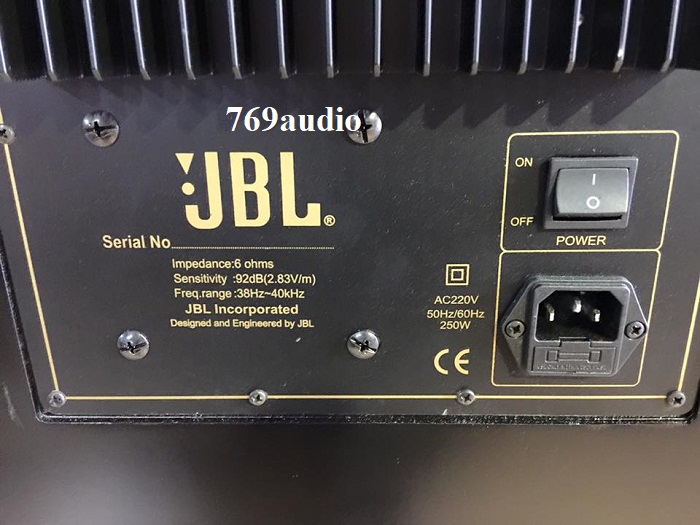 769audio
JBL®
Serial No
Impedance:6 ohms
Sensitivity :92dB(2.83V/m)
Freq.range :38Hz~40kHz
JBL Incorporated
Designed and Engineered by JBL
ON
I
O
OFF
POWER
AC220V
50Hz/60Hz
250W
CE